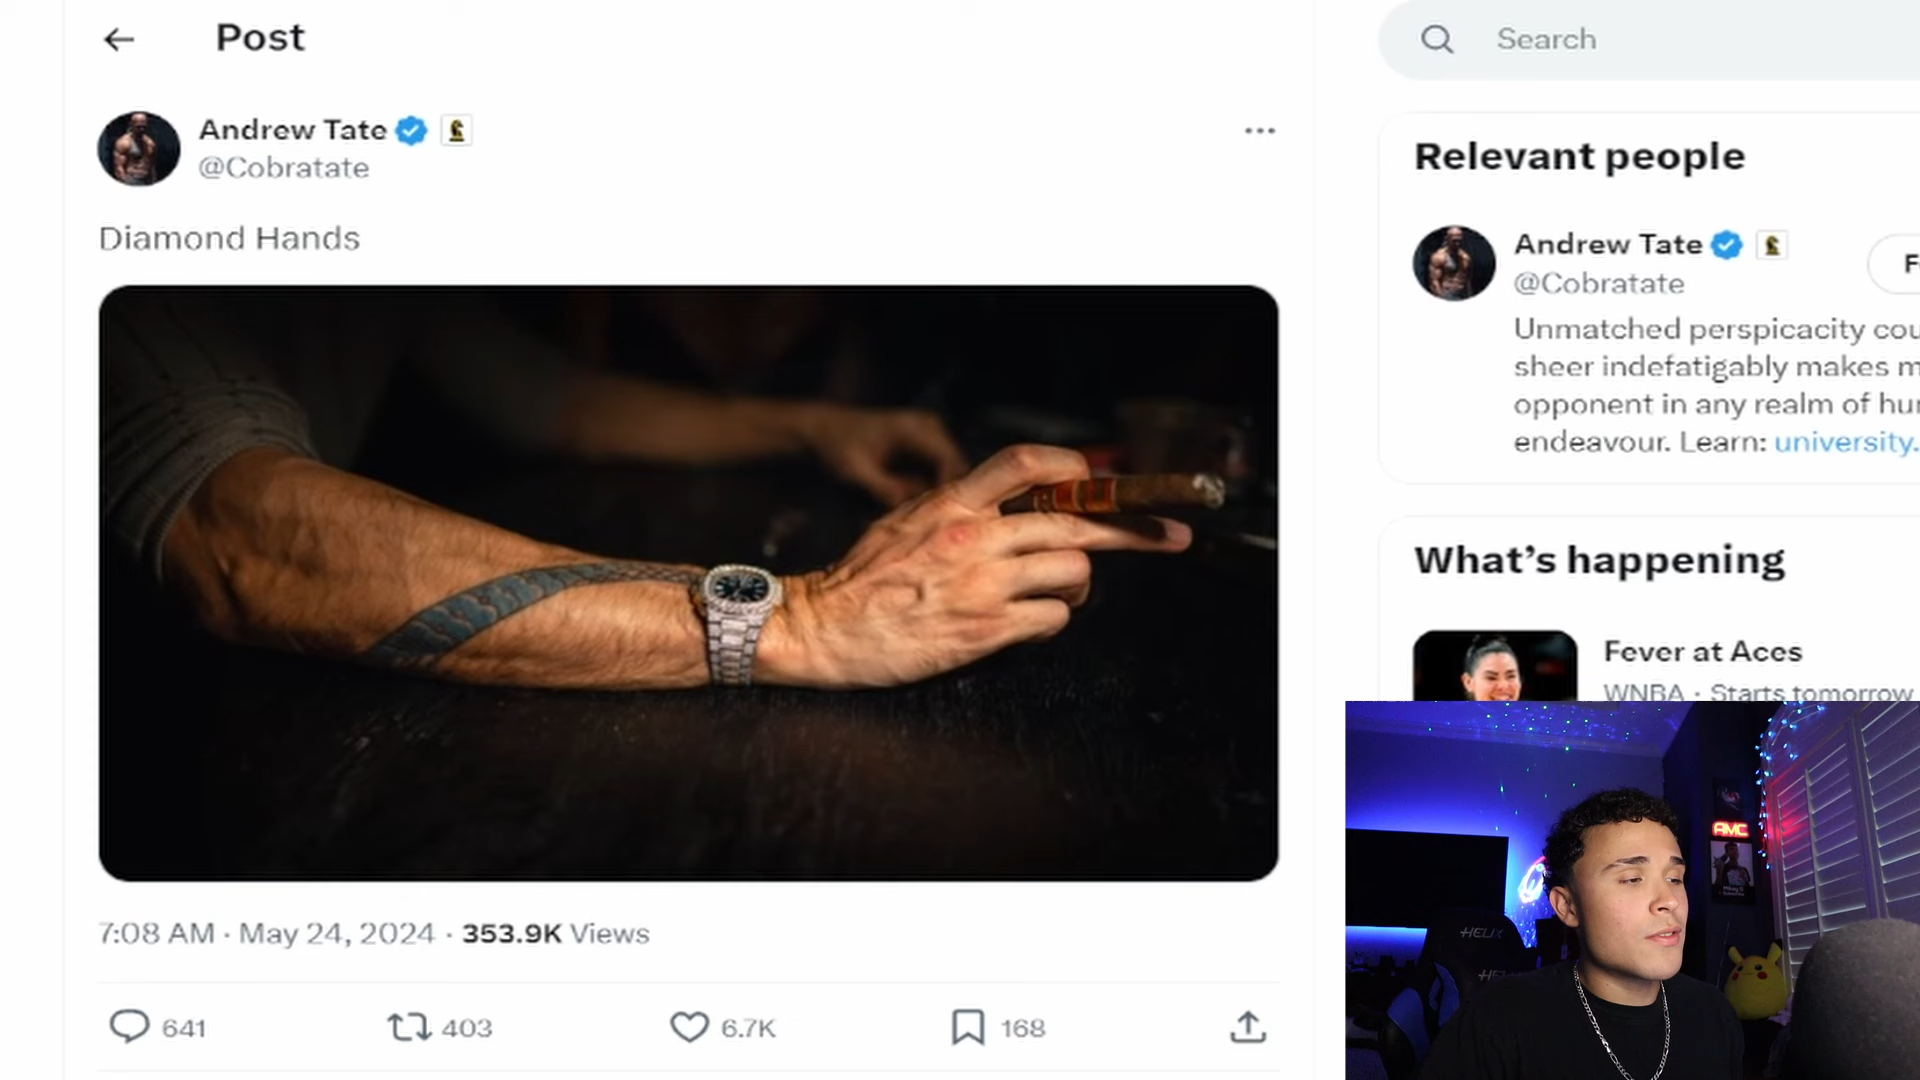 Post
Search
Andrew Tate
@Cobratate
Diamond Hands
Relevant people
Andrew Tate
@Cobratate
Unmatched perspicacity cou
sheer indefatigably makes m
opponent in any realm of hu
endeavour. Learn: university.
What's happening
Fever at Aces
WNBA · Starts tomorrow
AMC
HELIX
7:08 AM · May 24, 2024 · 353.9K Views
641
403
6.7K
168